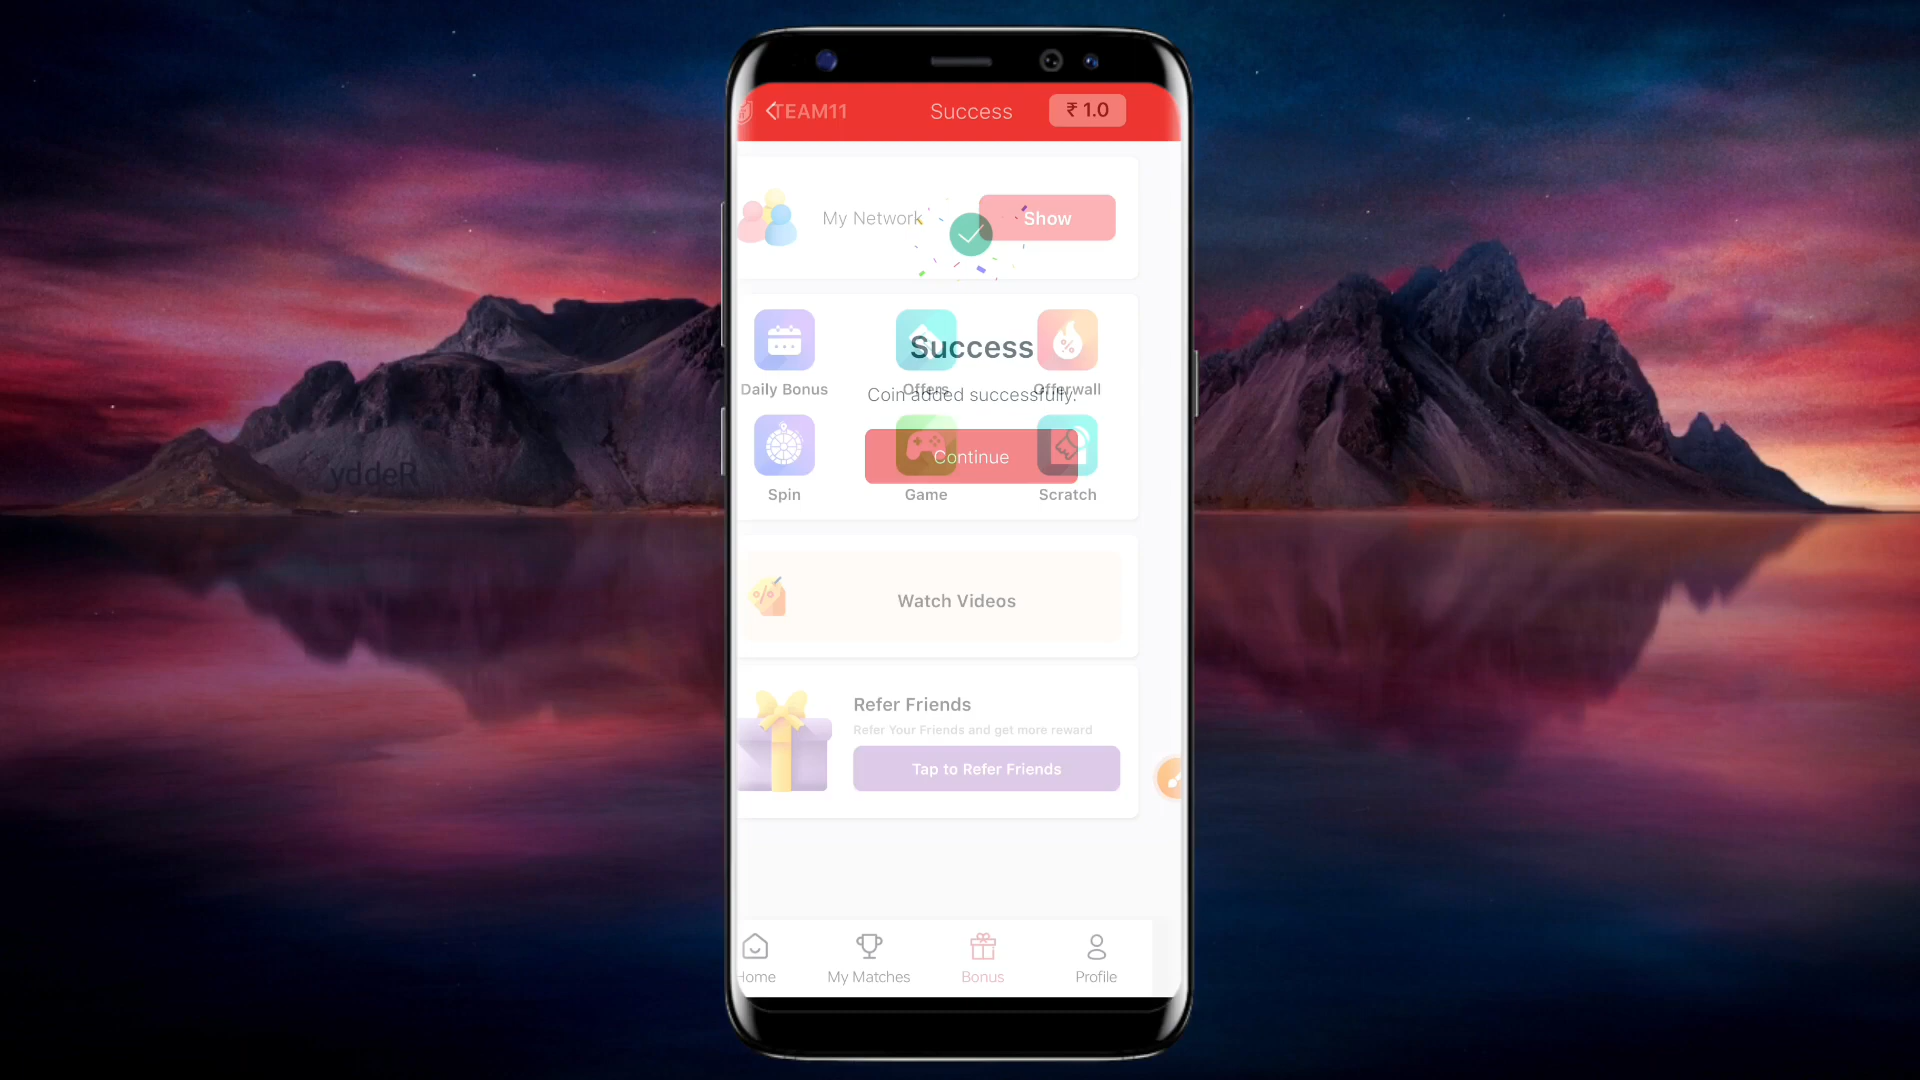 TEAM11
Success
₹ 1.0
My Network
Show
Success
Daily Bonus
Offers
Offerwall
Coin added successfully.
Continue
Spin
Game
Scratch
Watch Videos
Refer Friends
Refer Your Friends and get more reward
Tap to Refer Friends
Home
My Matches
Bonus
Profile
yddeR